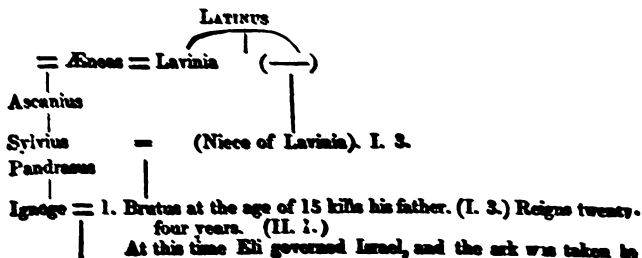 LATINUS
= Æneas = Lavinia (——)
Ascanius
Sylvius = (Niece of Lavinia). I. 3.
Pandrasus
Ignoge = 1. Brutus at the age of 15 kills his father. (I. 3.) Reigns twenty-
four years. (II. 1.)
At this time Eli governed Israel, and the ark was taken